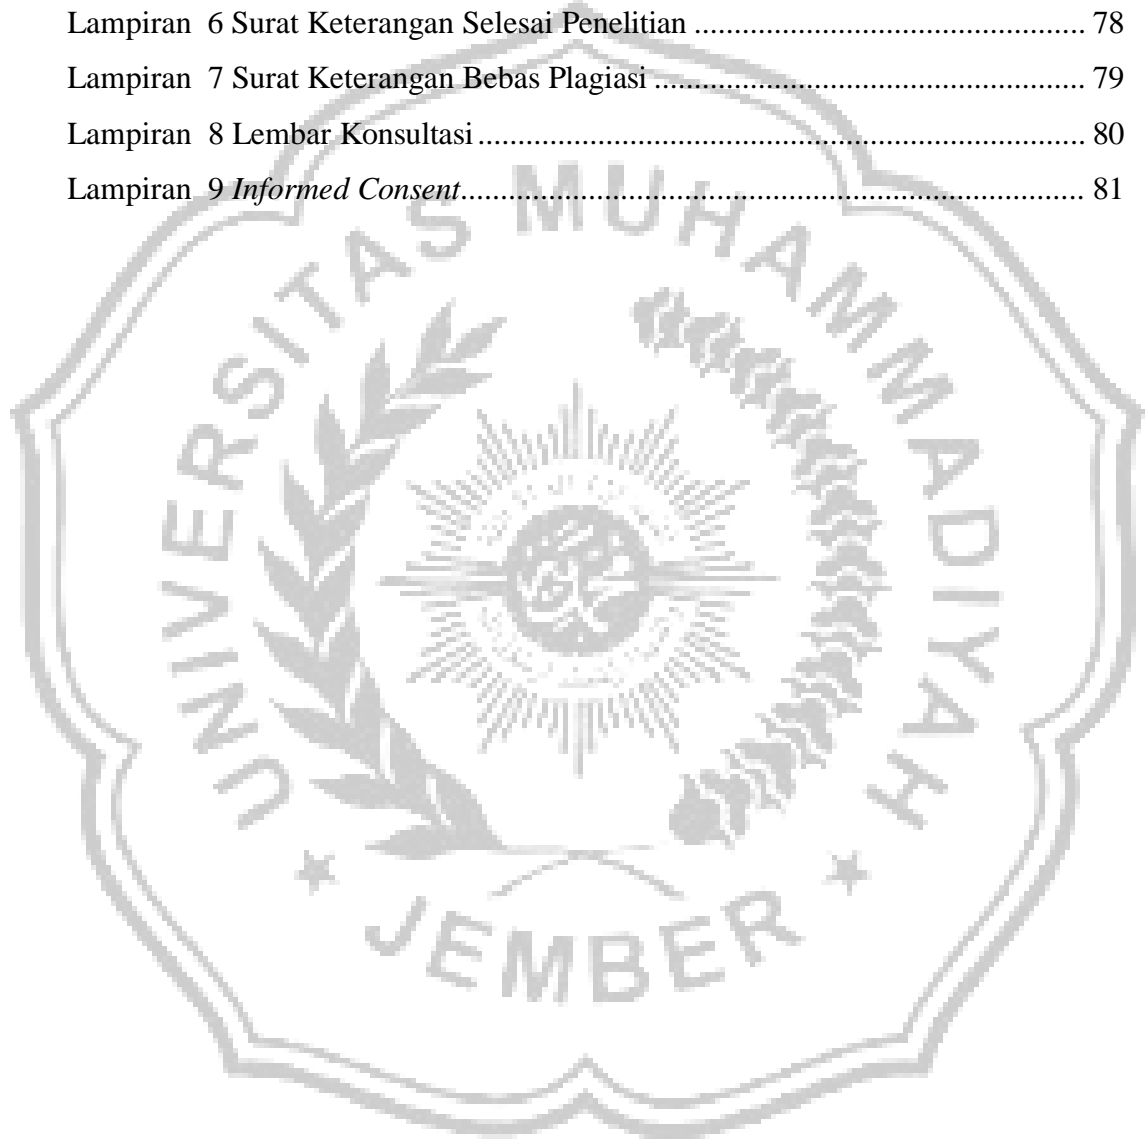 Lampiran 6 Surat Keterangan Selesai Penelitian ................................................. 78
Lampiran 7 Surat Keterangan Bebas Plagiasi ...................................................... 79
Lampiran 8 Lembar Konsultasi ............................................................................ 80
Lampiran 9 Informed Consent.............................................................................. 81
UNIVERSITAS MUHAMMADIYAH
JEMBER